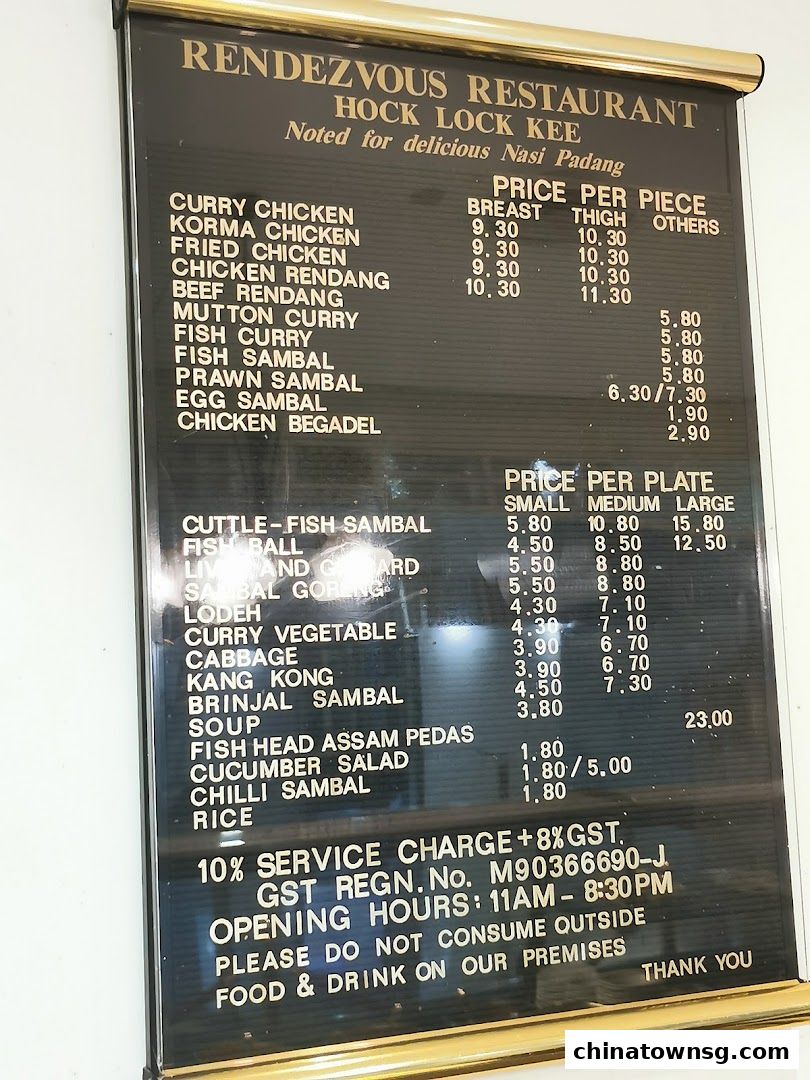 RENDEZVOUS RESTAURANT
HOCK LOCK KEE
Noted for delicious Nasi Padang
PRICE PER PIECE
BREAST THIGH OTHERS
CURRY CHICKEN 9.30 10.30
KORMA CHICKEN 9.30 10.30
FRIED CHICKEN 9.30 10.30
CHICKEN RENDANG 10.30 11.30
BEEF RENDANG 5.80
MUTTON CURRY 5.80
FISH CURRY 5.80
FISH SAMBAL 5.80
PRAWN SAMBAL 6.30/7.30
EGG SAMBAL 1.90
CHICKEN BEGADEL 2.90
PRICE PER PLATE
SMALL MEDIUM LARGE
CUTTLE-FISH SAMBAL 5.80 10.80 15.80
FISH BALL 4.50 8.50 12.50
AND 5.50 8.80
SAMBAL GORENG 5.50 8.80
LODEH 4.30 7.10
CURRY VEGETABLE 4.30 7.10
CABBAGE 3.90 6.70
KANG KONG 3.90 6.70
BRINJAL SAMBAL 4.50 7.30
SOUP 3.80
FISH HEAD ASSAM PEDAS 23.00
CUCUMBER SALAD 1.80
CHILLI SAMBAL 1.80/5.00
RICE 1.80
10% SERVICE CHARGE+8%GST.
GST REGN.No. M90366690-J.
OPENING HOURS: 11AM - 8:30PM
PLEASE DO NOT CONSUME OUTSIDE
FOOD & DRINK ON OUR PREMISES
THANK YOU
chinatownsg.com